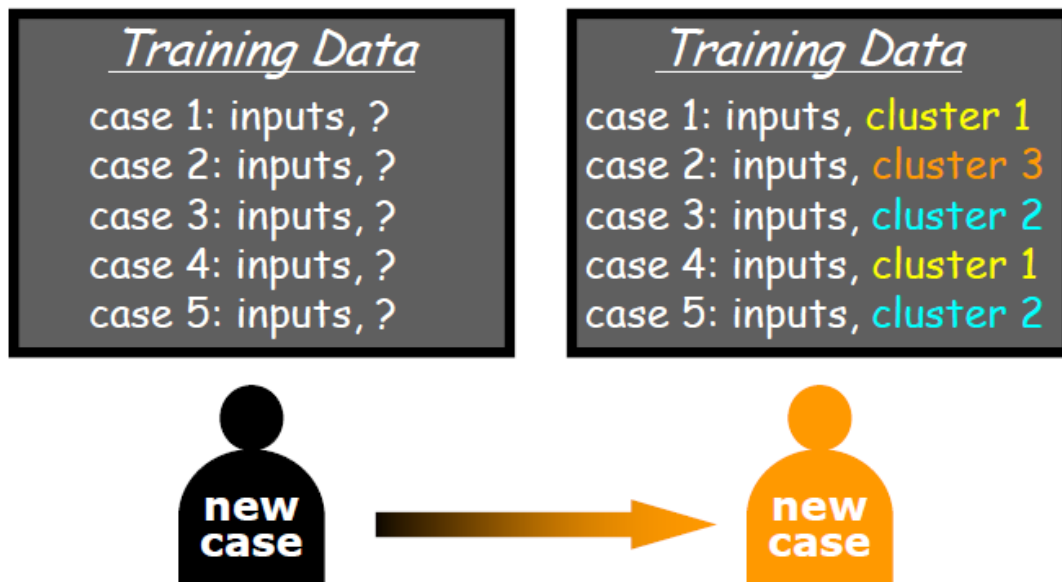 Training Data
case 1: inputs, ?
case 2: inputs, ?
case 3: inputs, ?
case 4: inputs, ?
case 5: inputs, ?
Training Data
case 1: inputs, cluster 1
case 2: inputs, cluster 3
case 3: inputs, cluster 2
case 4: inputs, cluster 1
case 5: inputs, cluster 2
new
case
new
case